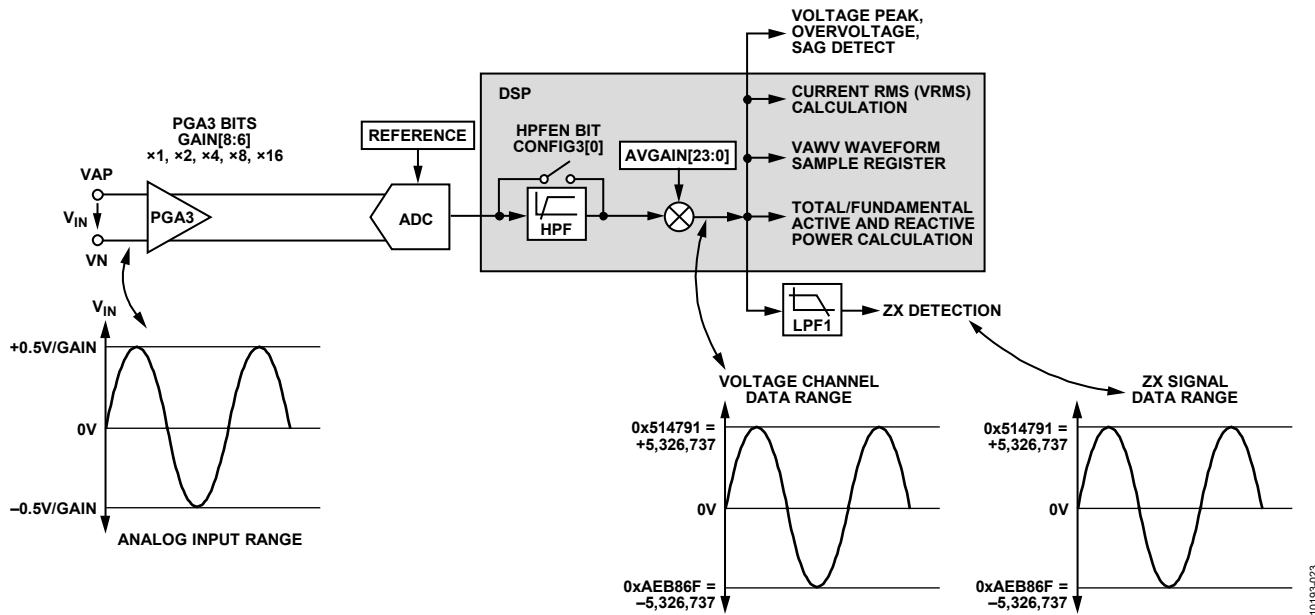 VOLTAGE PEAK,
OVERVOLTAGE,
SAG DETECT
DSP
CURRENT RMS (VRMS)
CALCULATION
PGA3 BITS
GAIN[8:6]
×1, ×2, ×4, ×8, ×16
REFERENCE
HPFEN BIT
CONFIG3[0]
AVGAIN[23:0]
VAWV WAVEFORM
SAMPLE REGISTER
VAP
VIN
VN
PGA3
ADC
HPF
TOTAL/FUNDAMENTAL
ACTIVE AND REACTIVE
POWER CALCULATION
LPF1
ZX DETECTION
VIN
+0.5V/GAIN
0V
–0.5V/GAIN
ANALOG INPUT RANGE
VOLTAGE CHANNEL
DATA RANGE
0x514791 =
+5,326,737
0V
0xAEB86F =
–5,326,737
ZX SIGNAL
DATA RANGE
0x514791 =
+5,326,737
0V
0xAEB86F =
–5,326,737
10193-023